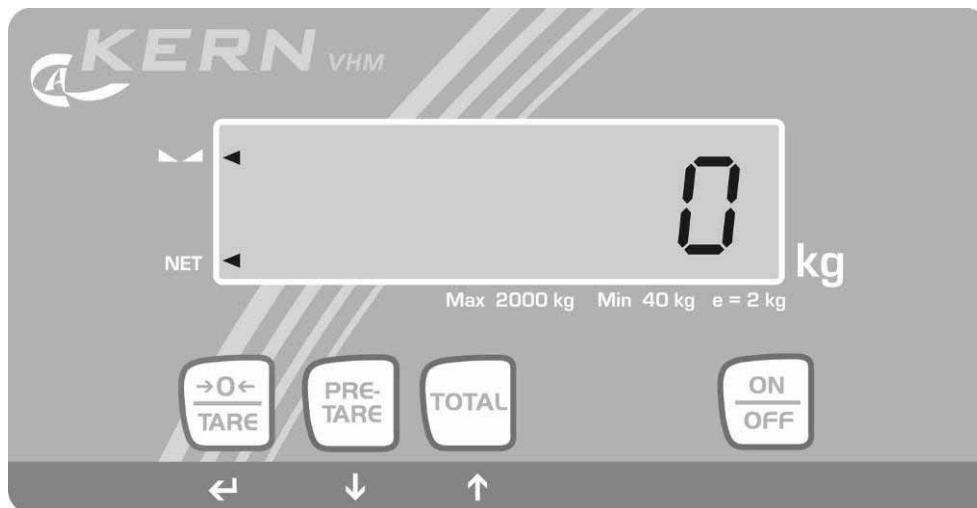 KERN VHM
0
NET
kg
Max 2000 kg Min 40 kg e = 2 kg
→0← TARE
PRE-TARE
TOTAL
ON OFF